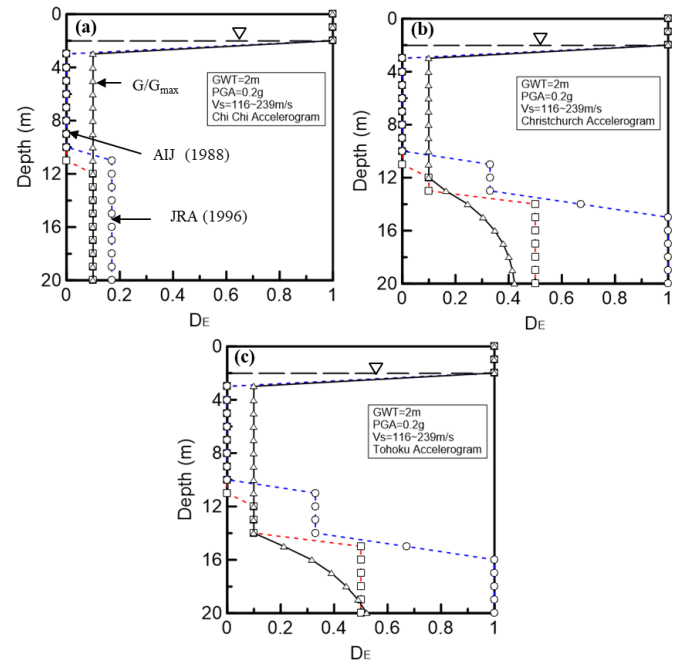 (a)
0
4
8
12
16
20
Depth (m)
GWT=2m
PGA=0.2g
Vs=116~239m/s
Chi Chi Accelerogram
G/Gmax
AIJ (1988)
JRA (1996)
0 0.2 0.4 0.6 0.8 1
DE
(b)
0
4
8
12
16
20
Depth (m)
GWT=2m
PGA=0.2g
Vs=116~239m/s
Christchurch Accelerogram
0 0.2 0.4 0.6 0.8 1
DE
(c)
0
4
8
12
16
20
Depth (m)
GWT=2m
PGA=0.2g
Vs=116~239m/s
Tohoku Accelerogram
0 0.2 0.4 0.6 0.8 1
DE